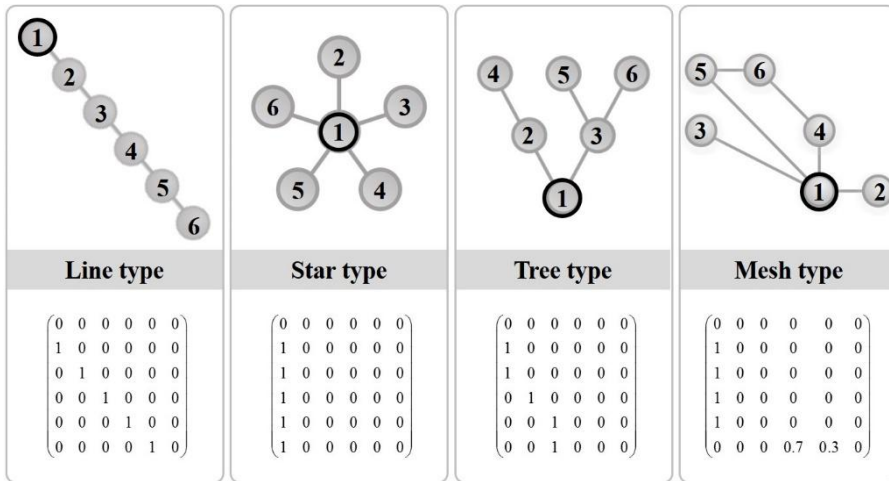 1
2
3
4
5
6
Line type
0 0 0 0 0 0
1 0 0 0 0 0
0 1 0 0 0 0
0 0 1 0 0 0
0 0 0 1 0 0
0 0 0 0 1 0
2
6 3
1
5 4
Star type
0 0 0 0 0 0
1 0 0 0 0 0
1 0 0 0 0 0
1 0 0 0 0 0
1 0 0 0 0 0
1 0 0 0 0 0
4 5 6
2 3
1
Tree type
0 0 0 0 0 0
1 0 0 0 0 0
1 0 0 0 0 0
0 1 0 0 0 0
0 0 1 0 0 0
0 0 1 0 0 0
5 6
3 4
1 2
Mesh type
0 0 0 0 0 0
1 0 0 0 0 0
1 0 0 0 0 0
1 0 0 0 0 0
1 0 0 0 0 0
0 0 0 0.7 0.3 0